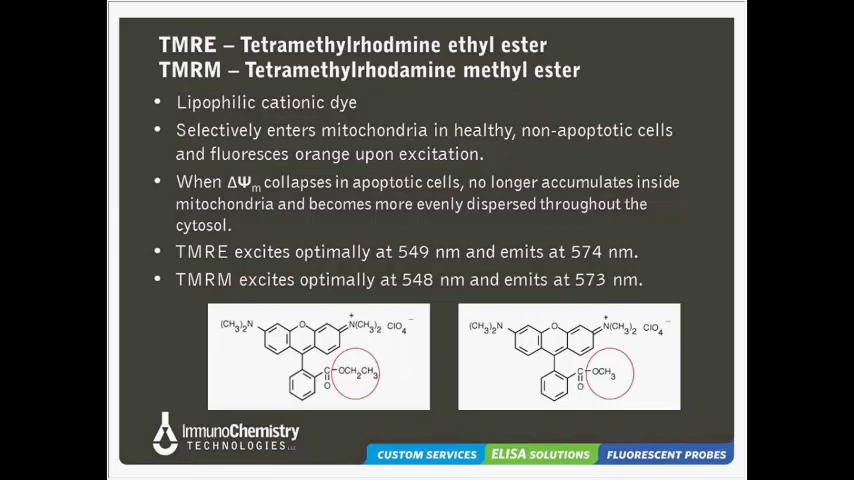 TMRE – Tetramethylrhodmine ethyl ester
TMRM – Tetramethylrhodamine methyl ester
• Lipophilic cationic dye
• Selectively enters mitochondria in healthy, non-apoptotic cells
and fluoresces orange upon excitation.
• When ΔΨm collapses in apoptotic cells, no longer accumulates inside
mitochondria and becomes more evenly dispersed throughout the
cytosol.
• TMRE excites optimally at 549 nm and emits at 574 nm.
• TMRM excites optimally at 548 nm and emits at 573 nm.
(CH3)2N O + N(CH3)2 ClO4 –
C OCH2CH3
O
(CH3)2N O + N(CH3)2 ClO4 –
C OCH3
O
ImmunoChemistry
TECHNOLOGIES LLC
CUSTOM SERVICES ELISA SOLUTIONS FLUORESCENT PROBES